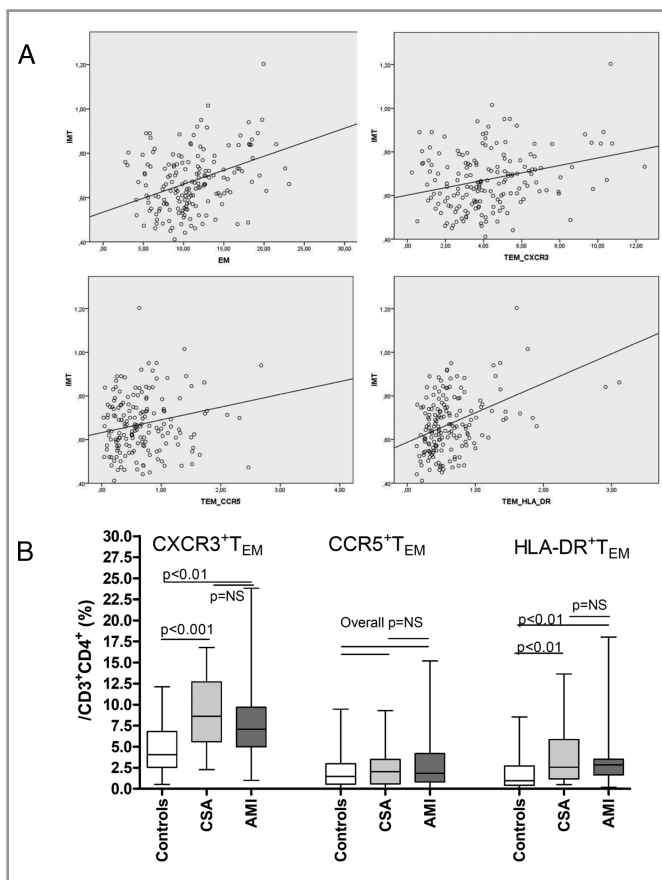 A
1,20
1,00
,80
,60
,40
IMT
,00 5,00 10,00 15,00 20,00 25,00 30,00
EM
1,20
1,00
,80
,60
,40
IMT
,00 2,00 4,00 6,00 8,00 10,00 12,00
TEM_CXCR3
1,20
1,00
,80
,60
,40
IMT
,00 1,00 2,00 3,00 4,00
TEM_CCR5
1,20
1,00
,80
,60
,40
IMT
,00 1,00 2,00 3,00
TEM_HLA_DR
B
/CD3⁺CD4⁺ (%)
30.0
27.5
25.0
22.5
20.0
17.5
15.0
12.5
10.0
7.5
5.0
2.5
0.0
CXCR3⁺T_EM
p<0.01
p=NS
p<0.001
Controls
CSA
AMI
CCR5⁺T_EM
Overall p=NS
Controls
CSA
AMI
HLA-DR⁺T_EM
p=NS
p<0.01
p<0.01
Controls
CSA
AMI